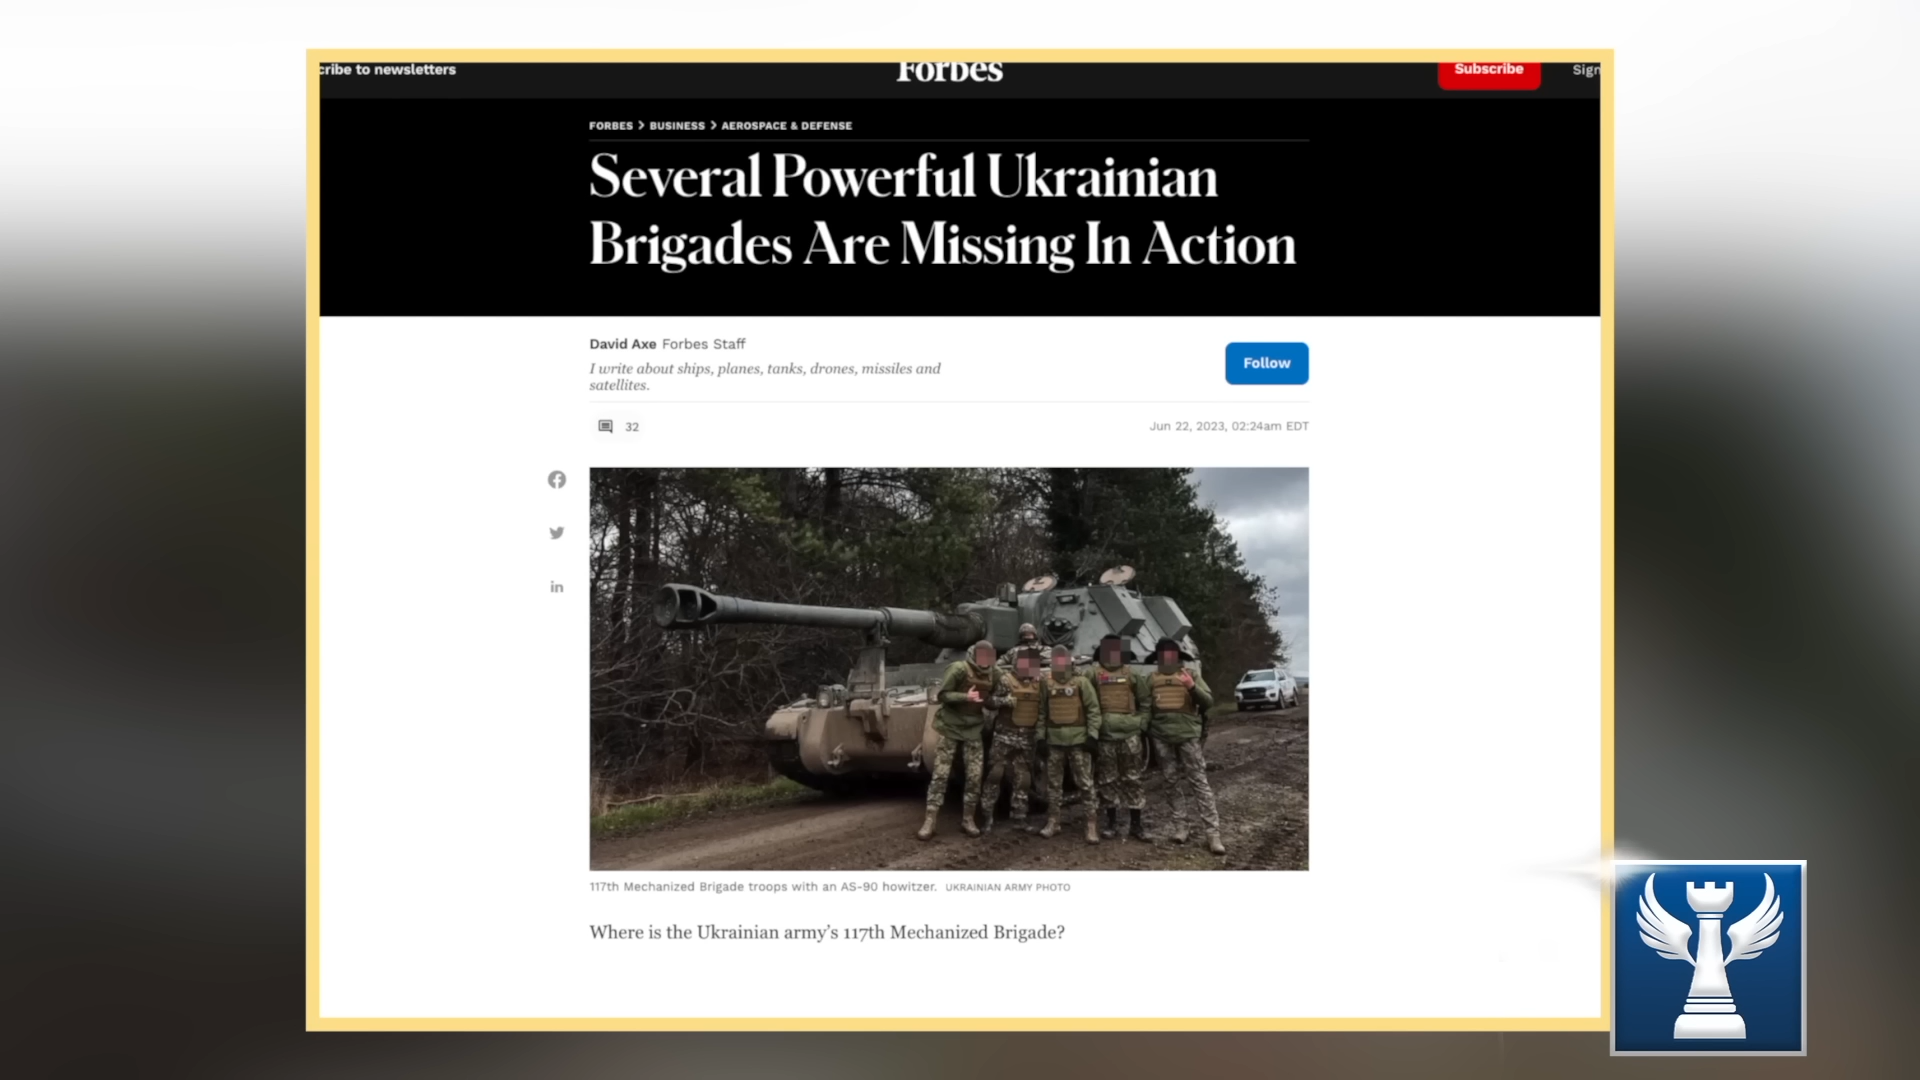 cribe to newsletters
Forbes
Subscribe
Sign
FORBES > BUSINESS > AEROSPACE & DEFENSE
Several Powerful Ukrainian
Brigades Are Missing In Action
David Axe Forbes Staff
I write about ships, planes, tanks, drones, missiles and
satellites.
Follow
32
Jun 22, 2023, 02:24am EDT
in
117th Mechanized Brigade troops with an AS-90 howitzer. UKRAINIAN ARMY PHOTO
Where is the Ukrainian army’s 117th Mechanized Brigade?